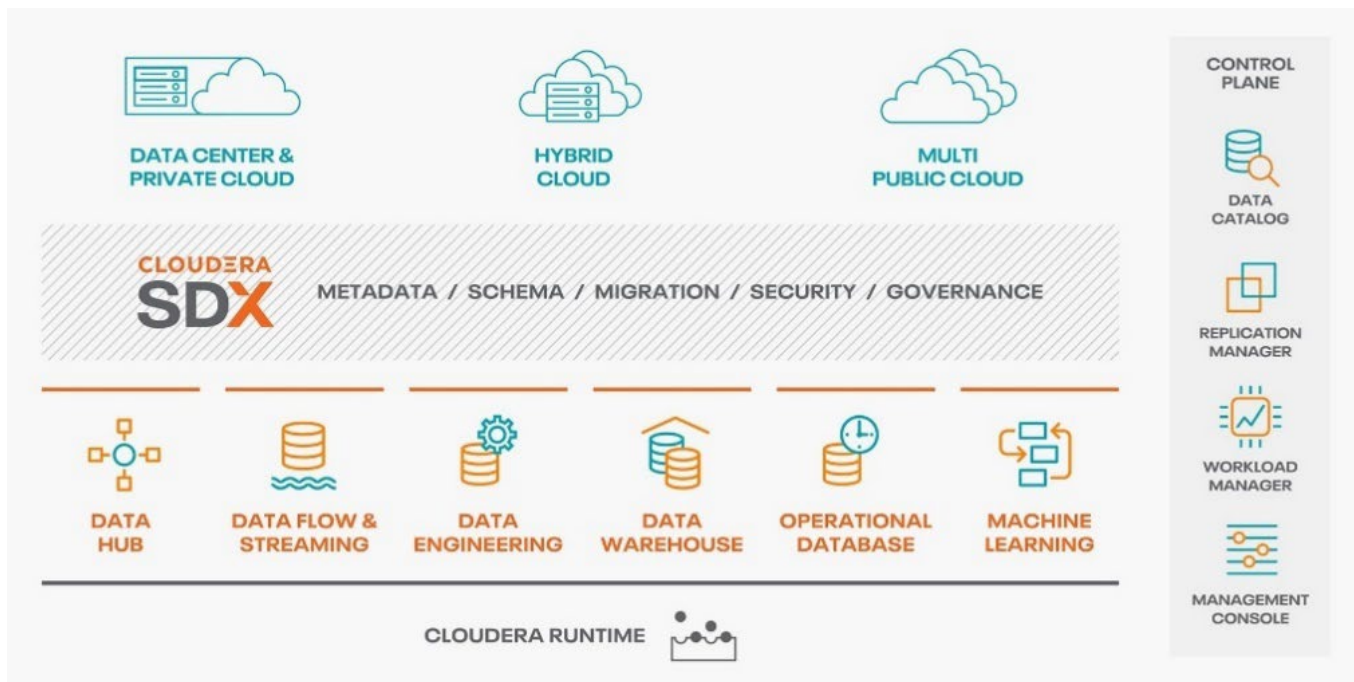 DATA CENTER &
PRIVATE CLOUD
HYBRID
CLOUD
MULTI
PUBLIC CLOUD
CLOUDERA
SDX
METADATA / SCHEMA / MIGRATION / SECURITY / GOVERNANCE
DATA
HUB
DATA FLOW &
STREAMING
DATA
ENGINEERING
DATA
WAREHOUSE
OPERATIONAL
DATABASE
MACHINE
LEARNING
CLOUDERA RUNTIME
CONTROL
PLANE
DATA
CATALOG
REPLICATION
MANAGER
WORKLOAD
MANAGER
MANAGEMENT
CONSOLE